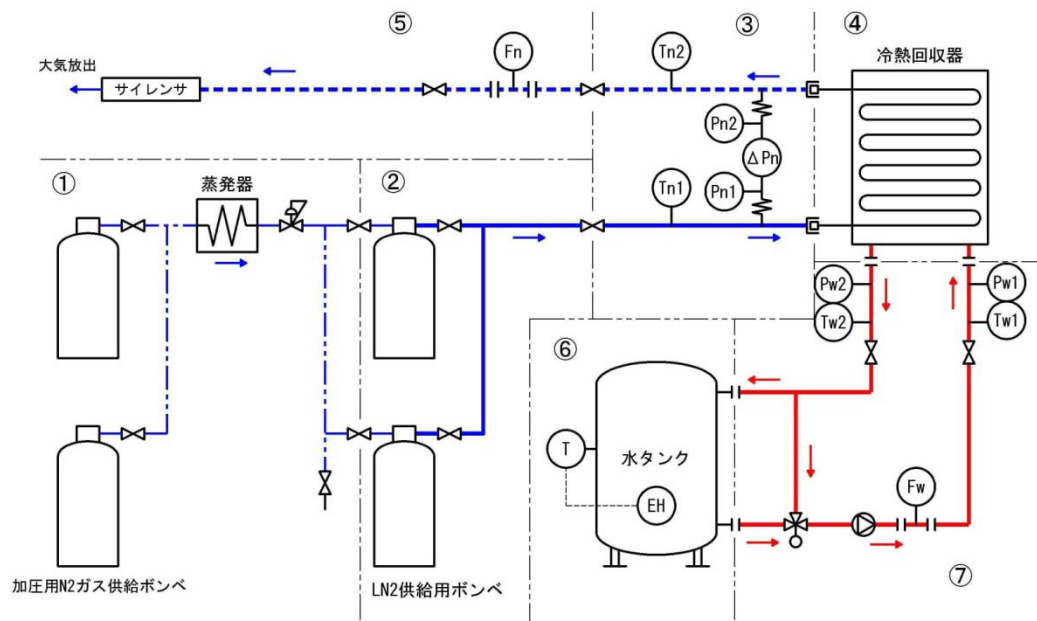 ⑤
③
④
Fn
Tn2
冷熱回収器
大気放出
サイレンサ
Pn2
ΔPn
①
蒸発器
②
Tn1
Pn1
Pw2
Pw1
Tw2
Tw1
⑥
T
水タンク
EH
Fw
⑦
加圧用N2ガス供給ボンベ
LN2供給用ボンベ